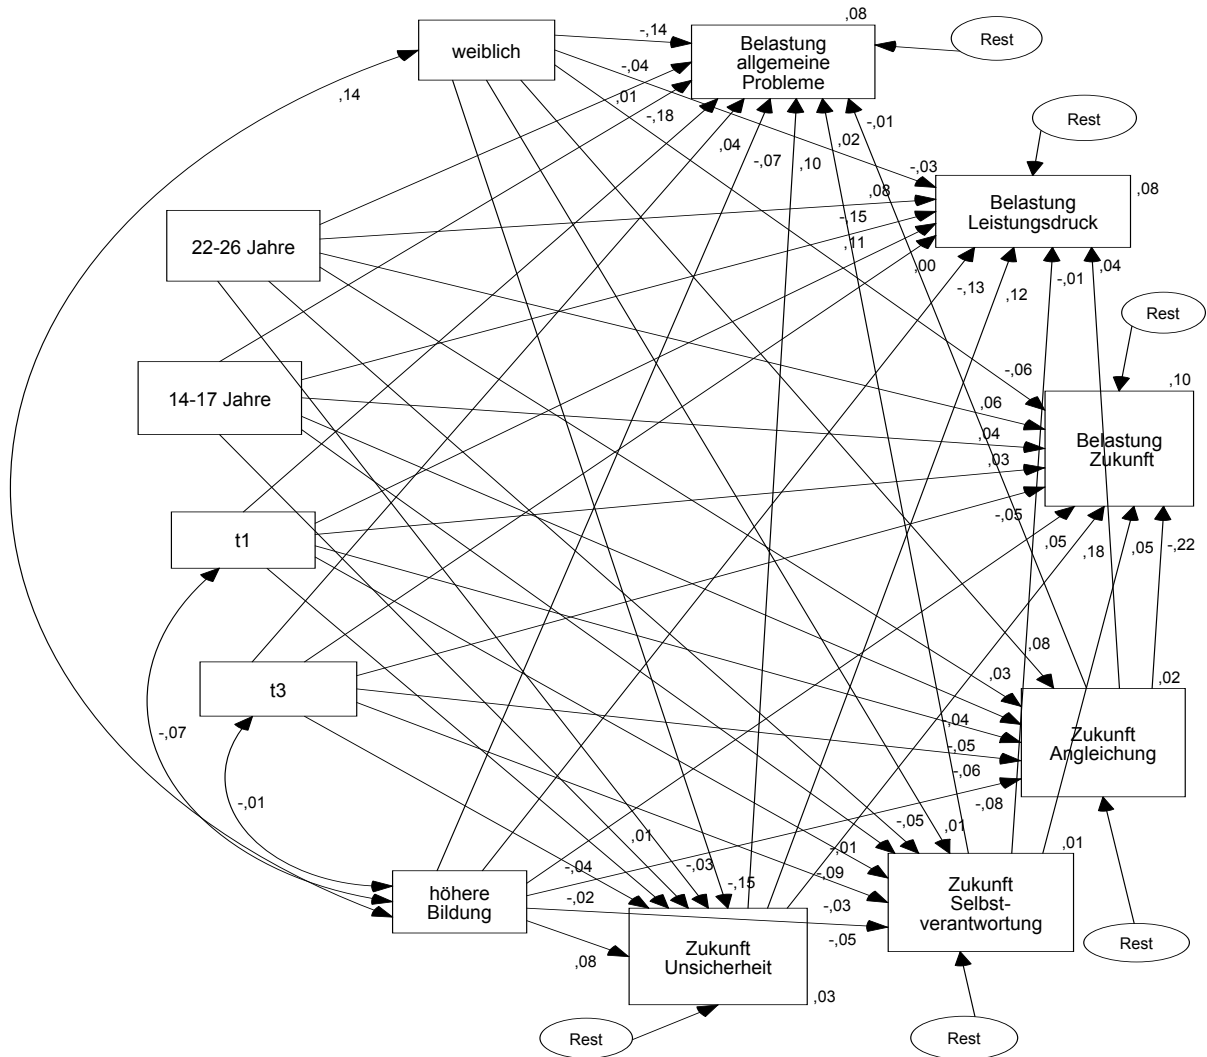 ,08
-,14
weiblich
Belastung
allgemeine
Probleme
Rest
,14
-,04
,01
-,18
,04
-,07
,10
,02
-,01
Rest
-,03
,08
,08
Belastung
Leistungsdruck
-,15
,11
22-26 Jahre
,00
-,13
,12
-,01
,04
Rest
14-17 Jahre
-,06
,10
,06
,04
Belastung
Zukunft
,03
t1
-,05
,05
,18
,05
-,22
t3
,08
,03
,02
-,04
Zukunft
Angleichung
-,07
-,05
-,06
-,08
-,01
-,05
,01
,01
,01
-,03
-,01
-,04
-,15
-,09
höhere
Bildung
-,02
-,03
Zukunft
Selbst-
verantwortung
-,05
Rest
,08
Zukunft
Unsicherheit
,03
Rest
Rest